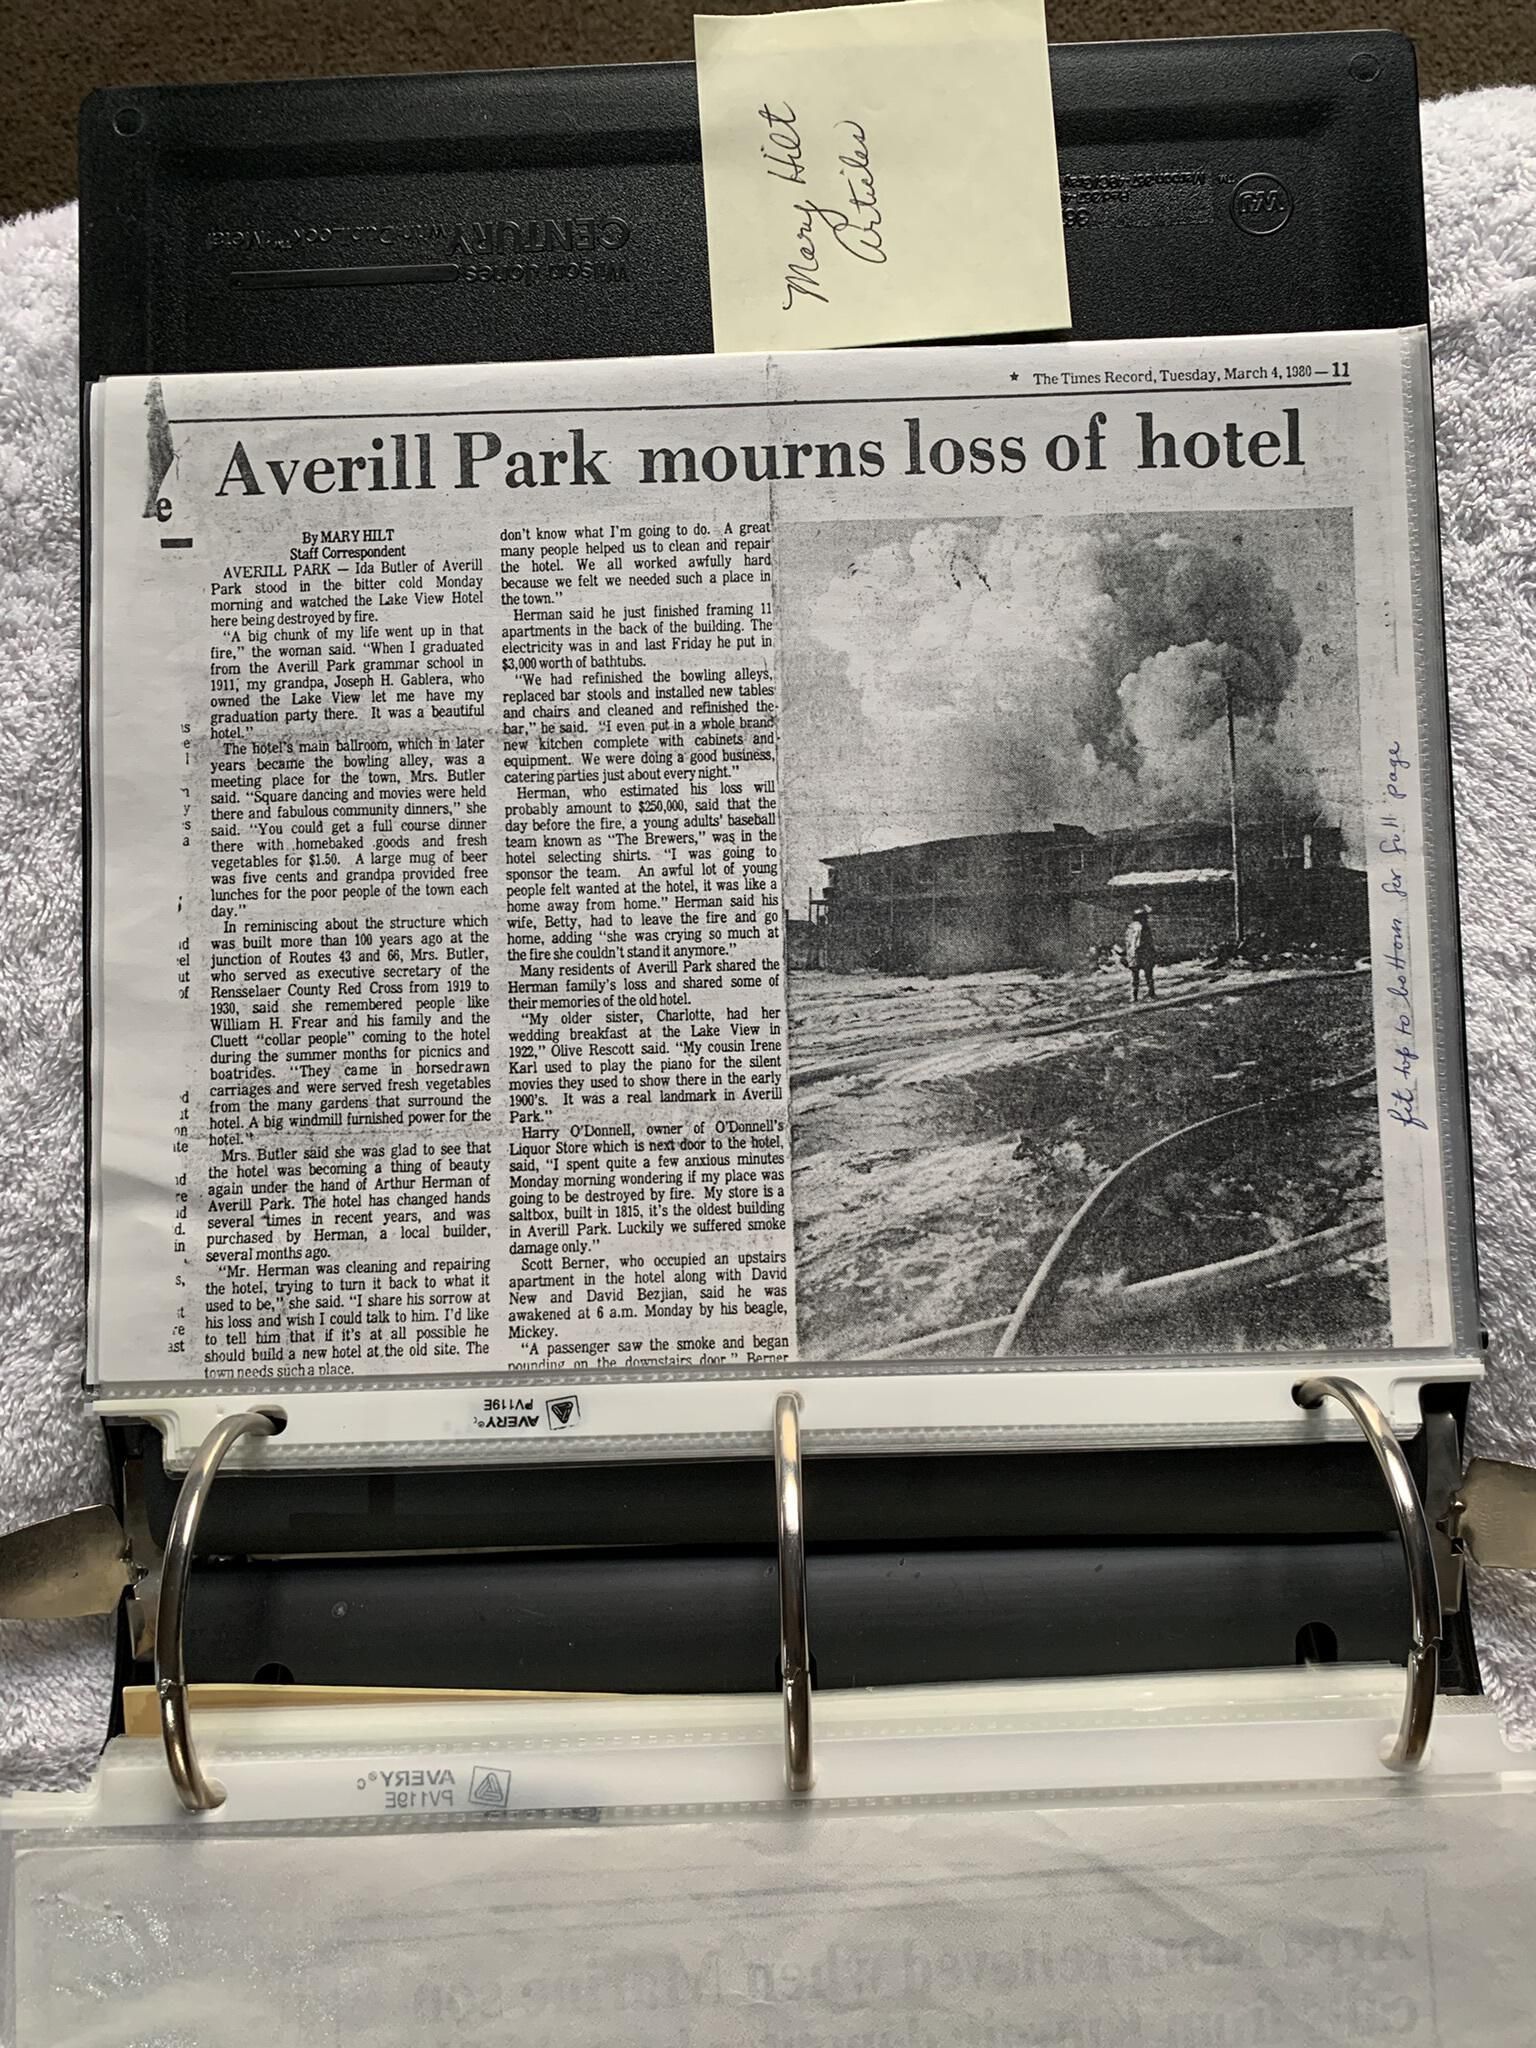 Mary Hilt
Articles
Wilson Jones
CENTURY
WJ
★ The Times Record, Tuesday, March 4, 1980 — 11
Averill Park mourns loss of hotel
By MARY HILT
Staff Correspondent
AVERILL PARK — Ida Butler of Averill
Park stood in the bitter cold Monday
morning and watched the Lake View Hotel
here being destroyed by fire.
"A big chunk of my life went up in that
fire," the woman said. "When I graduated
from the Averill Park grammar school in
1911, my grandpa, Joseph H. Gablera, who
owned the Lake View let me have my
graduation party there. It was a beautiful
hotel."
The hotel's main ballroom, which in later
years became the bowling alley, was a
meeting place for the town, Mrs. Butler
said. "Square dancing and movies were held
there and fabulous community dinners," she
said. "You could get a full course dinner
there with homebaked goods and fresh
vegetables for $1.50. A large mug of beer
was five cents and grandpa provided free
lunches for the poor people of the town each
day."
In reminiscing about the structure which
was built more than 100 years ago at the
junction of Routes 43 and 66, Mrs. Butler,
who served as executive secretary of the
Rensselaer County Red Cross from 1919 to
1930, said she remembered people like
William H. Frear and his family and the
Cluett "collar people" coming to the hotel
during the summer months for picnics and
boatrides. "They came in horsedrawn
carriages and were served fresh vegetables
from the many gardens that surround the
hotel. A big windmill furnished power for the
hotel."
Mrs. Butler said she was glad to see that
the hotel was becoming a thing of beauty
again under the hand of Arthur Herman of
Averill Park. The hotel has changed hands
several times in recent years, and was
purchased by Herman, a local builder,
several months ago.
"Mr. Herman was cleaning and repairing
the hotel, trying to turn it back to what it
used to be," she said. "I share his sorrow at
his loss and wish I could talk to him. I'd like
to tell him that if it's at all possible he
should build a new hotel at the old site. The
town needs such a place.
don't know what I'm going to do. A great
many people helped us to clean and repair
the hotel. We all worked awfully hard
because we felt we needed such a place in
the town."
Herman said he just finished framing 11
apartments in the back of the building. The
electricity was in and last Friday he put in
$3,000 worth of bathtubs.
"We had refinished the bowling alleys,
replaced bar stools and installed new tables
and chairs and cleaned and refinished the
bar," he said. "I even put in a whole brand
new kitchen complete with cabinets and
equipment. We were doing a good business,
catering parties just about every night."
Herman, who estimated his loss will
probably amount to $250,000, said that the
day before the fire, a young adults' baseball
team known as "The Brewers," was in the
hotel selecting shirts. "I was going to
sponsor the team. An awful lot of young
people felt wanted at the hotel, it was like a
home away from home." Herman said his
wife, Betty, had to leave the fire and go
home, adding "she was crying so much at
the fire she couldn't stand it anymore."
Many residents of Averill Park shared the
Herman family's loss and shared some of
their memories of the old hotel.
"My older sister, Charlotte, had her
wedding breakfast at the Lake View in
1922," Olive Rescott said. "My cousin Irene
Karl used to play the piano for the silent
movies they used to show there in the early
1900's. It was a real landmark in Averill
Park."
Harry O'Donnell, owner of O'Donnell's
Liquor Store which is next door to the hotel,
said, "I spent quite a few anxious minutes
Monday morning wondering if my place was
going to be destroyed by fire. My store is a
saltbox, built in 1815, it's the oldest building
in Averill Park. Luckily we suffered smoke
damage only."
Scott Berner, who occupied an upstairs
apartment in the hotel along with David
New and David Bezjian, said he was
awakened at 6 a.m. Monday by his beagle,
Mickey.
"A passenger saw the smoke and began
pounding on the downstairs door," Berner
fit top to bottom for full page
AVERY
PV119E
AVERY
PV119E